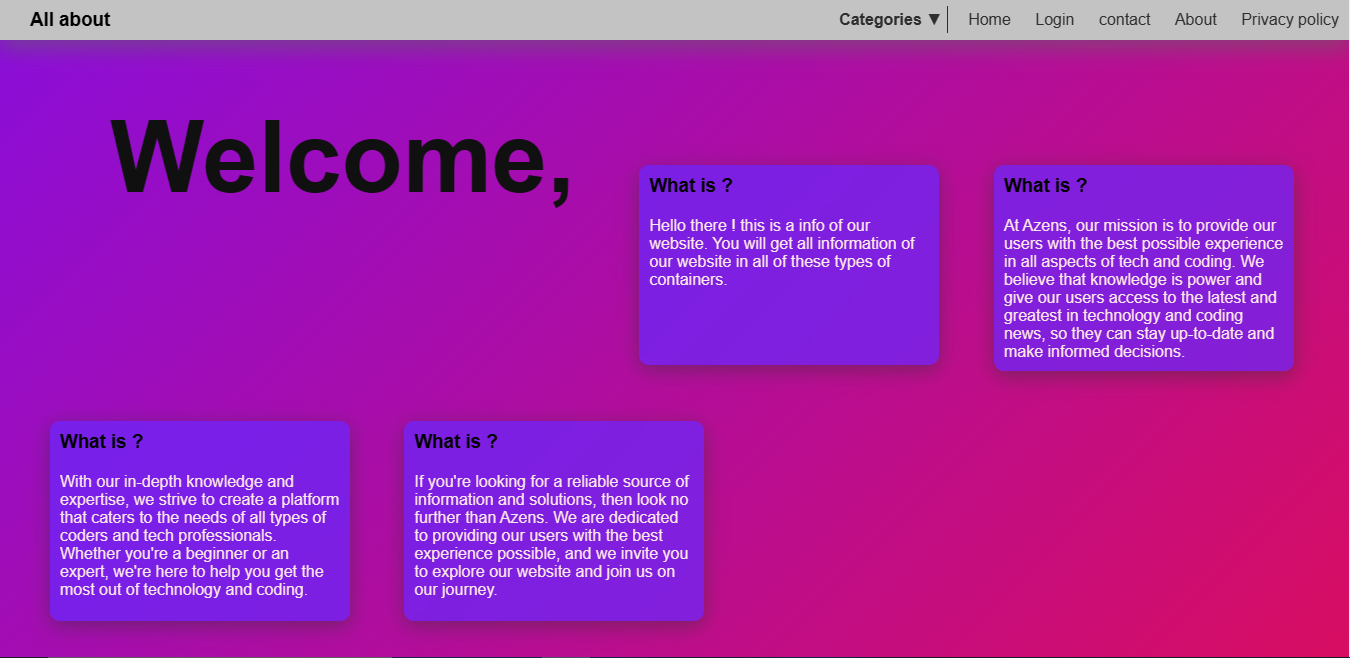 All about
Categories ▼
Home
Login
contact
About
Privacy policy
Welcome,
What is ?
Hello there ! this is a info of our
website. You will get all information of
our website in all of these types of
containers.
What is ?
At Azens, our mission is to provide our
users with the best possible experience
in all aspects of tech and coding. We
believe that knowledge is power and
give our users access to the latest and
greatest in technology and coding
news, so they can stay up-to-date and
make informed decisions.
What is ?
With our in-depth knowledge and
expertise, we strive to create a platform
that caters to the needs of all types of
coders and tech professionals.
Whether you're a beginner or an
expert, we're here to help you get the
most out of technology and coding.
What is ?
If you're looking for a reliable source of
information and solutions, then look no
further than Azens. We are dedicated
to providing our users with the best
experience possible, and we invite you
to explore our website and join us on
our journey.